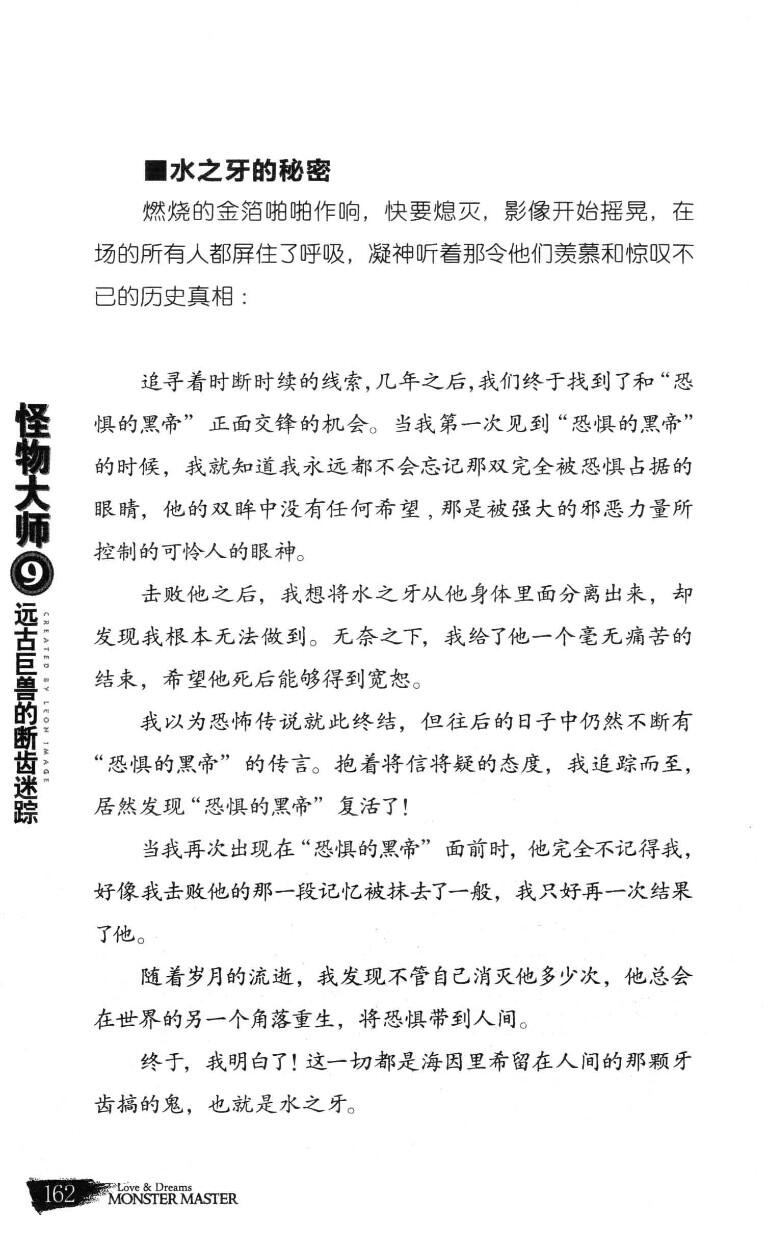 ■水之牙的秘密
燃烧的金箔啪啪作响，快要熄灭，影像开始摇晃，在
场的所有人都屏住了呼吸，凝神听着那令他们羡慕和惊叹不
已的历史真相：
追寻着时断时续的线索，几年之后，我们终于找到了和“恐
惧的黑帝”正面交锋的机会。当我第一次见到“恐惧的黑帝”
的时候，我就知道我永远都不会忘记那双完全被恐惧占据的
眼睛，他的双眸中没有任何希望，那是被强大的邪恶力量所
控制的可怜人的眼神。
击败他之后，我想将水之牙从他身体里面分离出来，却
发现我根本无法做到。无奈之下，我给了他一个毫无痛苦的
结束，希望他死后能够得到宽恕。
我以为恐怖传说就此终结，但往后的日子中仍然不断有
“恐惧的黑帝”的传言。抱着将信将疑的态度，我追踪而至，
居然发现“恐惧的黑帝”复活了！
当我再次出现在“恐惧的黑帝”面前时，他完全不记得我，
好像我击败他的那一段记忆被抹去了一般，我只好再一次结果
了他。
随着岁月的流逝，我发现不管自己消灭他多少次，他总会
在世界的另一个角落重生，将恐惧带到人间。
终于，我明白了！这一切都是海因里希留在人间的那颗牙
齿搞的鬼，也就是水之牙。
怪物大师⑨
远古巨兽的断齿迷踪
CREATED BY LEON IMAGE
162
Love & Dreams
MONSTER MASTER